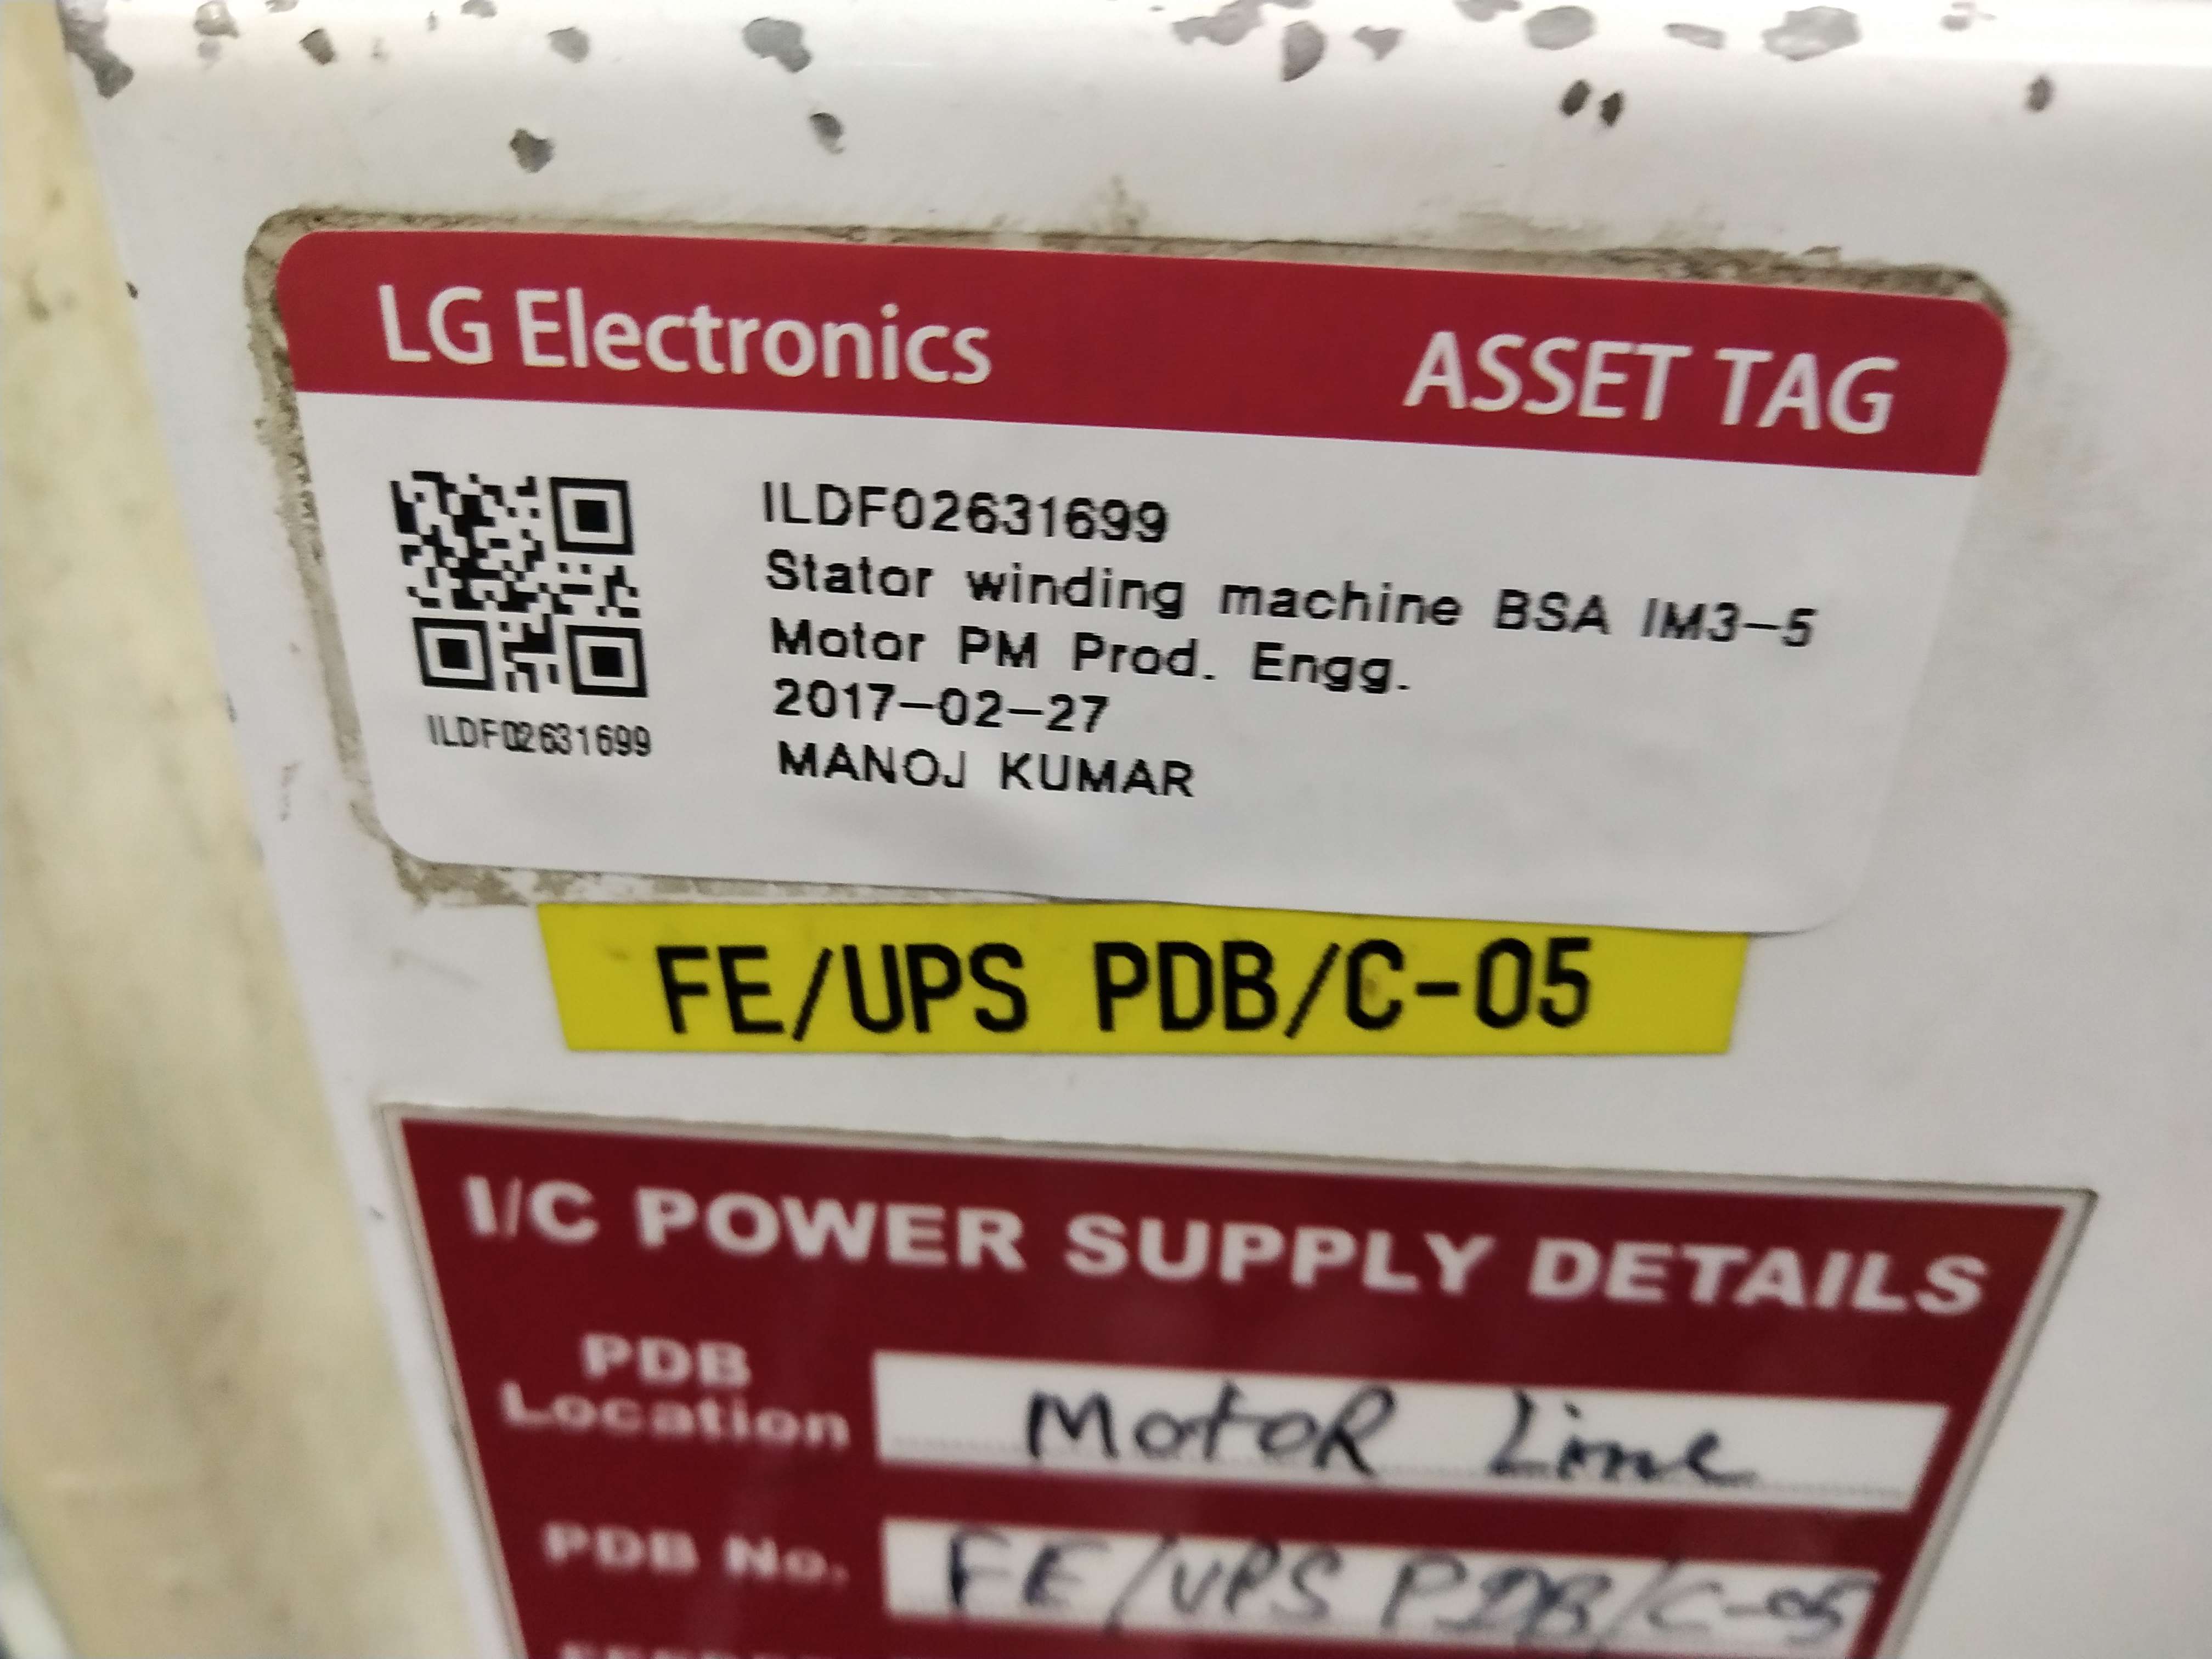 LG Electronics ASSET TAG
ILDF02631699
Stator winding machine BSA IM3-5
Motor PM Prod. Engg.
2017-02-27
MANOJ KUMAR
ILDF02631699
FE/UPS PDB/C-05
I/C POWER SUPPLY DETAILS
PDB Location MotoR Line
PDB No. FE/UPS PDB/C-05